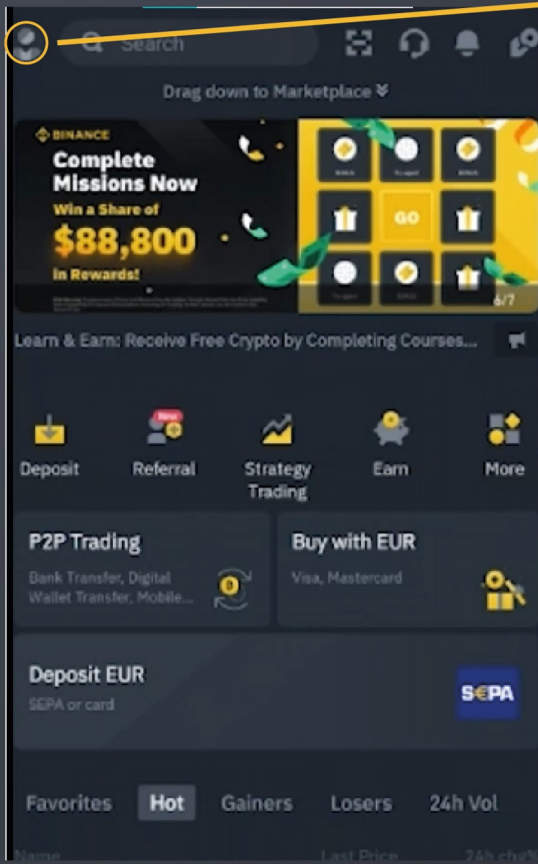 Search
Drag down to Marketplace
BINANCE
Complete
Missions Now
Win a Share of
$88,800
in Rewards!
GO
6/7
Learn & Earn: Receive Free Crypto by Completing Courses...
New
Deposit
Referral
Strategy
Trading
Earn
More
P2P Trading
Bank Transfer, Digital
Wallet Transfer, Mobile...
Buy with EUR
Visa, Mastercard
Deposit EUR
SEPA or card
S€PA
Favorites
Hot
Gainers
Losers
24h Vol
Name
Last Price
24h chg%